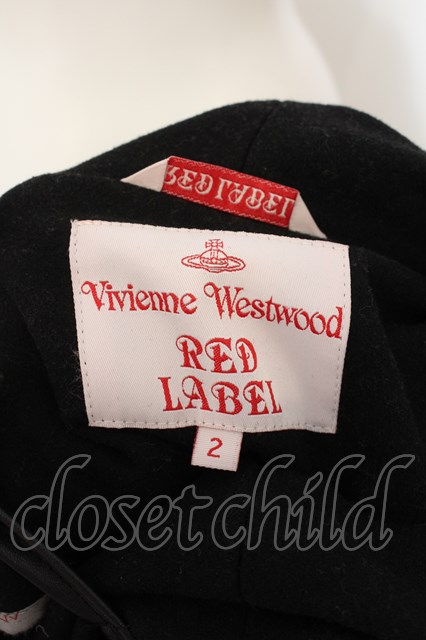 RED LABEL
Vivienne Westwood
RED
LABEL
2
closetchild